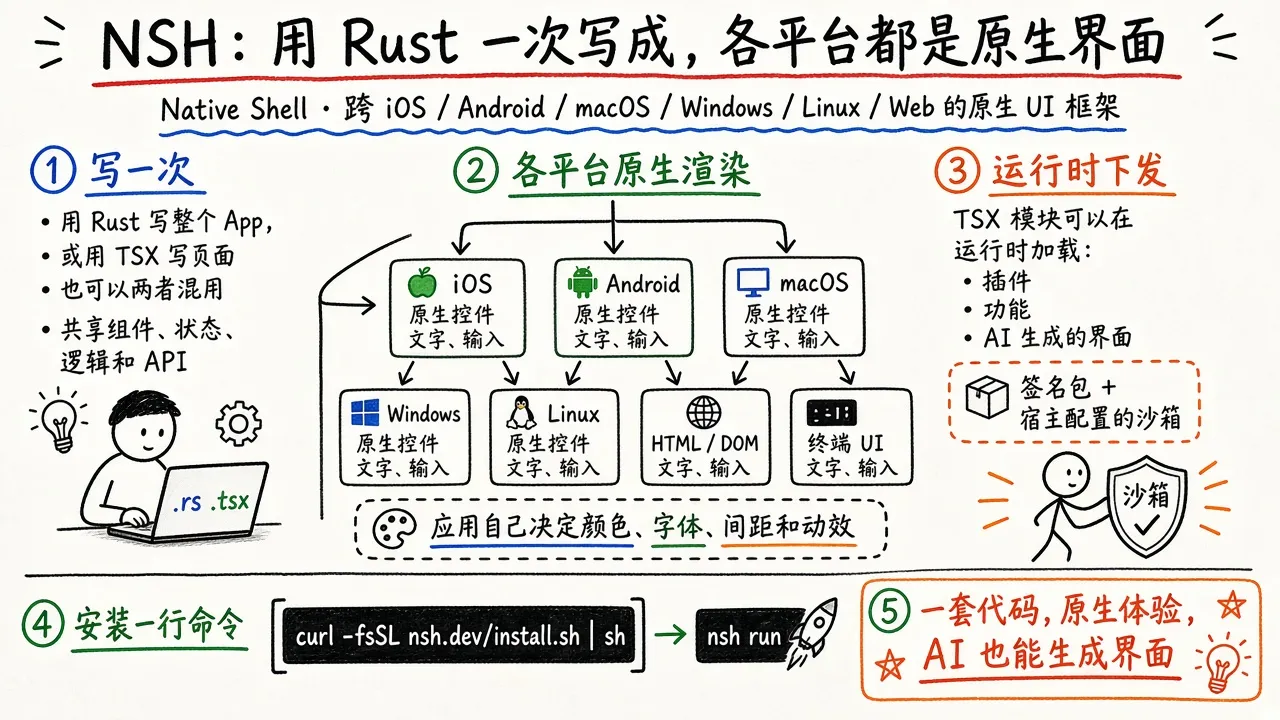 NSH：用 Rust 一次写成，各平台都是原生界面
Native Shell · 跨 iOS / Android / macOS / Windows / Linux / Web 的原生 UI 框架
① 写一次
• 用 Rust 写整个 App，
• 或用 TSX 写页面
• 也可以两者混用
• 共享组件、状态、
逻辑和 API
.rs .tsx
② 各平台原生渲染
iOS
原生控件
文字、输入
Android
原生控件
文字、输入
macOS
原生控件
文字、输入
Windows
原生控件
文字、输入
Linux
原生控件
文字、输入
HTML / DOM
文字、输入
终端 UI
文字、输入
应用自己决定颜色、字体、间距和动效
③ 运行时下发
TSX 模块可以在
运行时加载：
• 插件
• 功能
• AI 生成的界面
签名包 +
宿主配置的沙箱
沙箱
④ 安装一行命令
curl -fsSL nsh.dev/install.sh | sh
nsh run
⑤ 一套代码，原生体验，
AI 也能生成界面